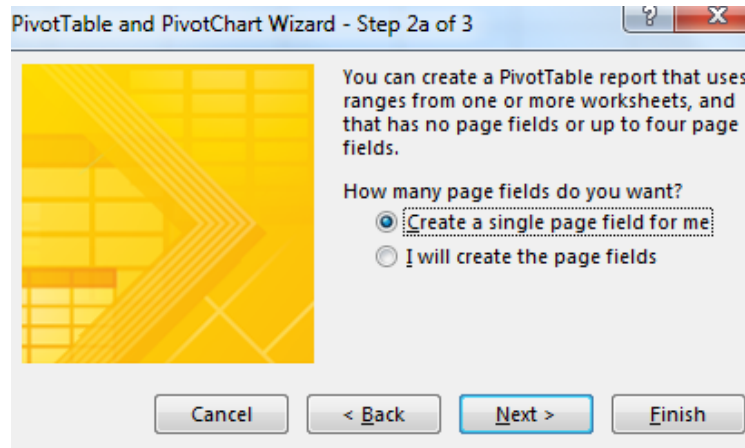 PivotTable and PivotChart Wizard - Step 2a of 3
?
X
You can create a PivotTable report that uses
ranges from one or more worksheets, and
that has no page fields or up to four page
fields.
How many page fields do you want?
Create a single page field for me
I will create the page fields
Cancel
< Back
Next >
Finish